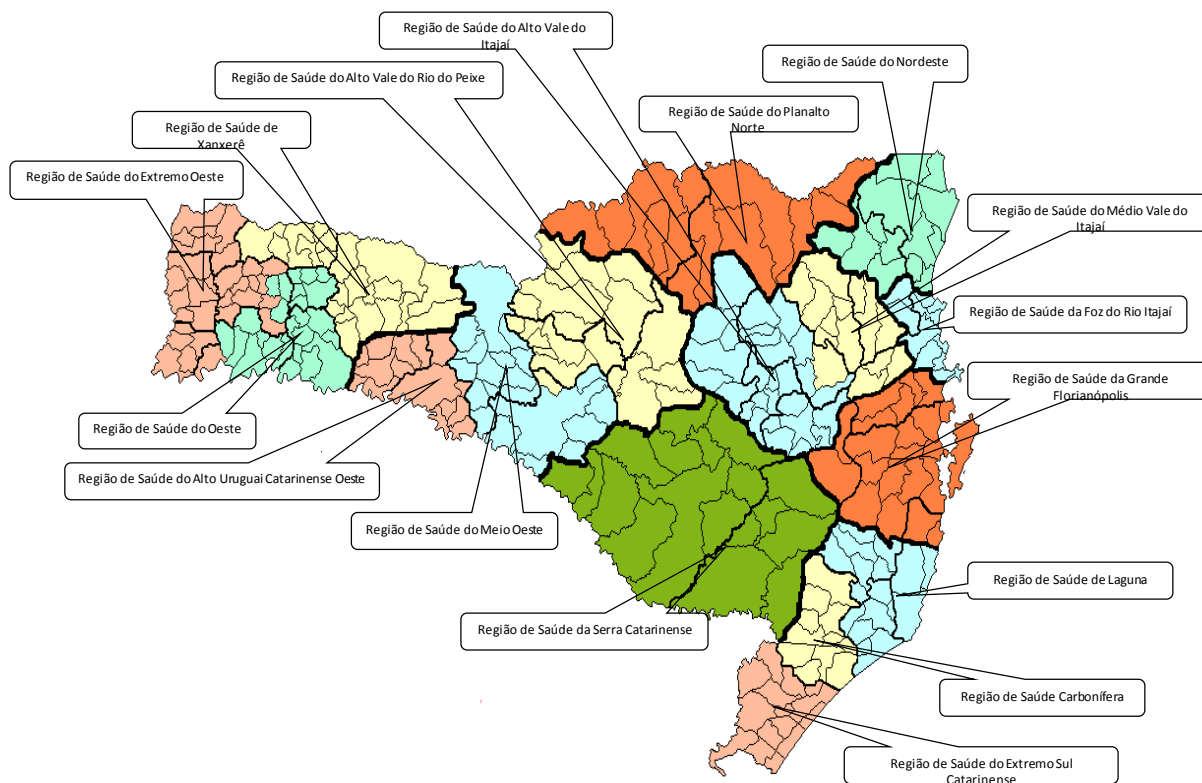 Região de Saúde do Alto Vale do
Itajaí
Região de Saúde do Nordeste
Região de Saúde do Alto Vale do Rio do Peixe
Região de Saúde do Planalto
Norte
Região de Saúde de
Xanxerê
Região de Saúde do Extremo Oeste
Região de Saúde do Médio Vale do
Itajaí
Região de Saúde da Foz do Rio Itajaí
Região de Saúde da Grande
Florianópolis
Região de Saúde do Oeste
Região de Saúde do Alto Uruguai Catarinense Oeste
Região de Saúde do Meio Oeste
Região de Saúde de Laguna
Região de Saúde da Serra Catarinense
Região de Saúde Carbonífera
Região de Saúde do Extremo Sul
Catarinense